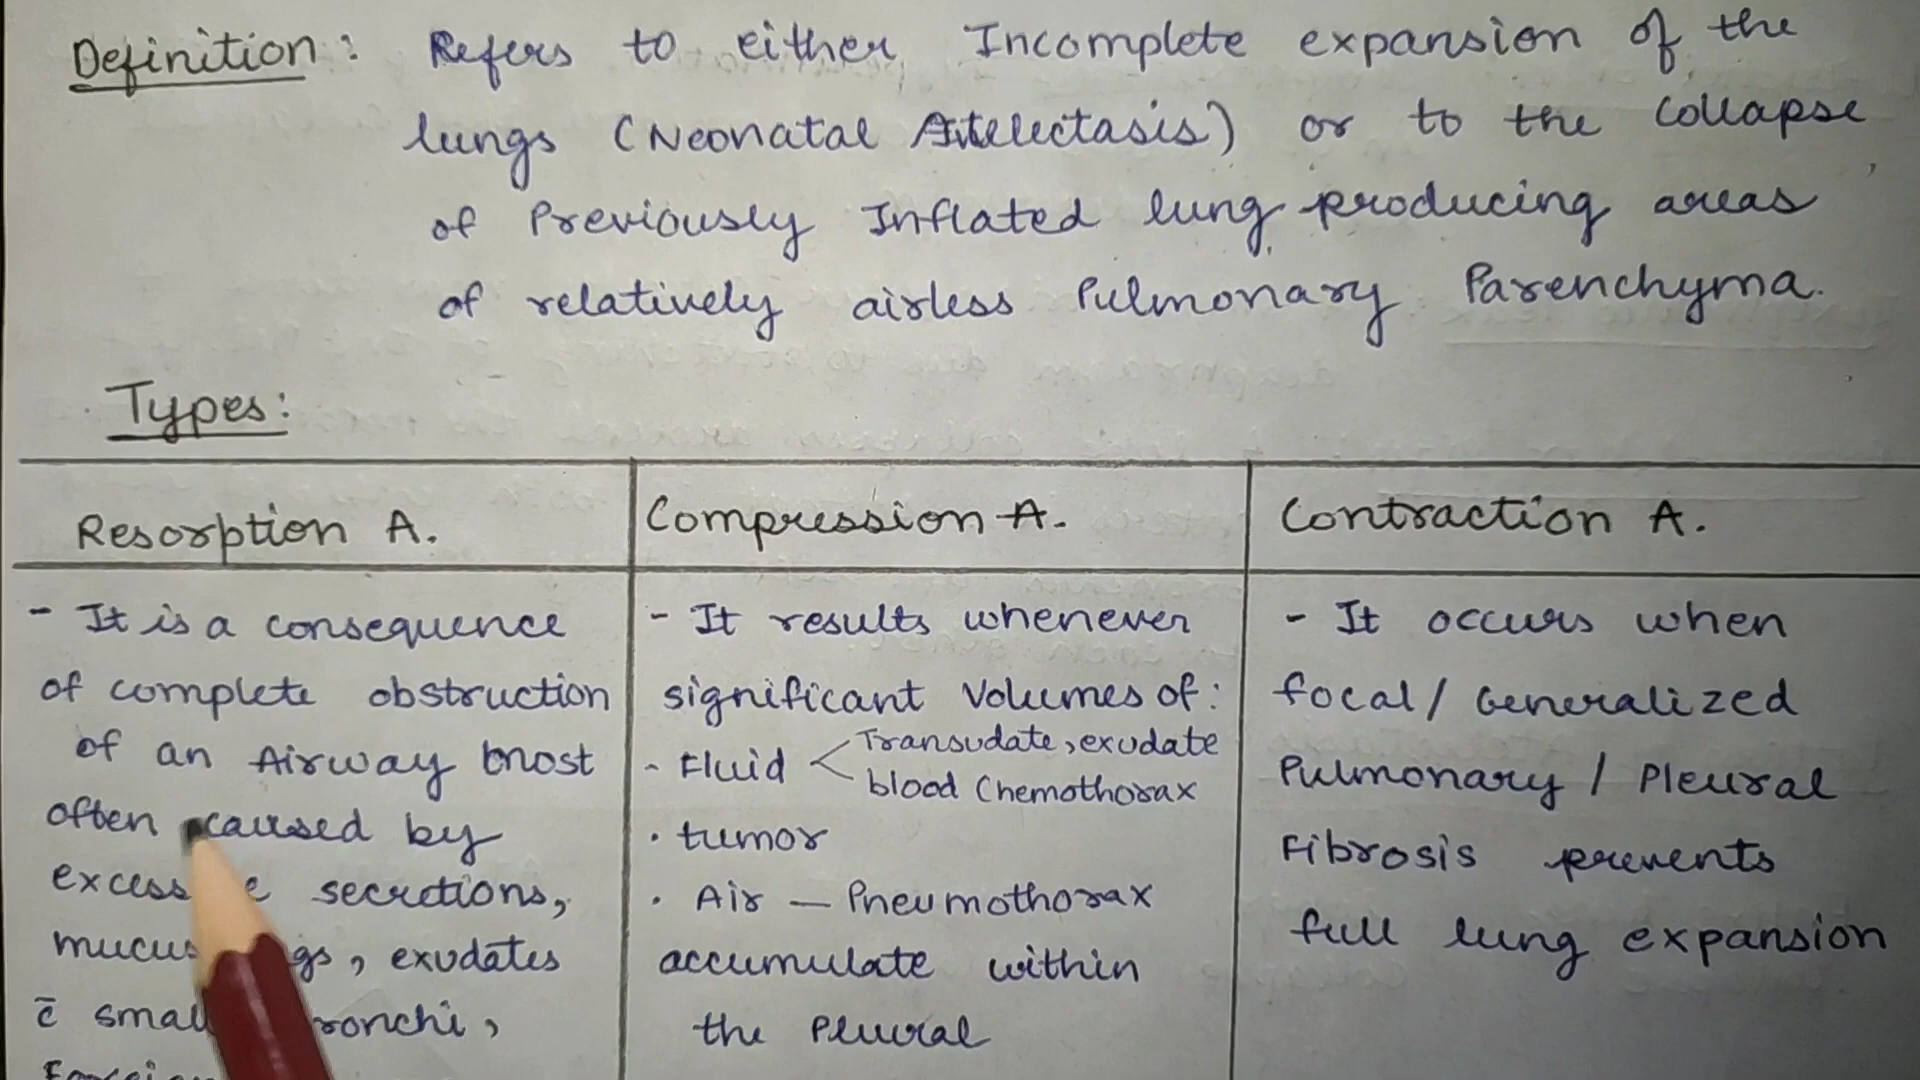 Definition: Refers to either Incomplete expansion of the
lungs (Neonatal Atelectasis) or to the Collapse
of Previously Inflated lung producing areas
of relatively airless Pulmonary Parenchyma.
Types:
Resorption A.
- It is a consequence
of complete obstruction
of an Airway most
often caused by
secretions,
exudates
c̄
Compression A.
- It results whenever
significant Volumes of:
- Fluid < Transudate, exudate
blood Chemothorax
. tumor
. Air — Pneumothorax
accumulate within
the Pleural
Contraction A.
- It occurs when
focal / Generalized
Pulmonary / Pleural
Fibrosis prevents
full lung expansion